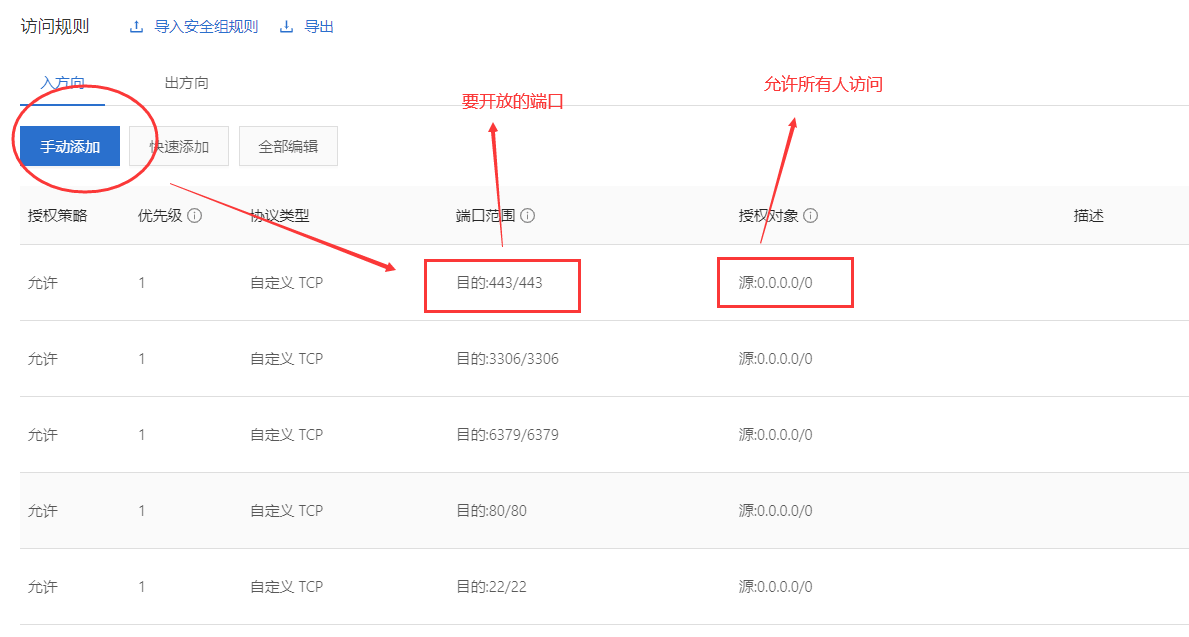 访问规则 导入安全组规则 导出
入方向 出方向
要开放的端口 允许所有人访问
手动添加 快速添加 全部编辑
授权策略 优先级 协议类型 端口范围 授权对象 描述
允许 1 自定义 TCP 目的:443/443 源:0.0.0.0/0
允许 1 自定义 TCP 目的:3306/3306 源:0.0.0.0/0
允许 1 自定义 TCP 目的:6379/6379 源:0.0.0.0/0
允许 1 自定义 TCP 目的:80/80 源:0.0.0.0/0
允许 1 自定义 TCP 目的:22/22 源:0.0.0.0/0